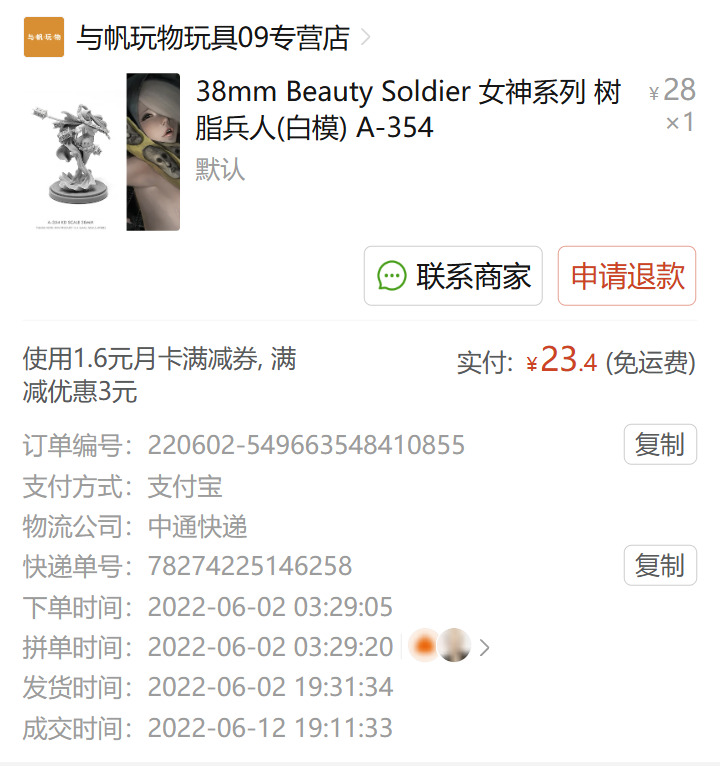 与·帆·玩·物
与帆玩物玩具09专营店
38mm Beauty Soldier 女神系列 树
¥28
脂兵人(白模) A-354
×1
默认
联系商家
申请退款
使用1.6元月卡满减券, 满
减优惠3元
实付: ¥23.4 (免运费)
订单编号: 220602-549663548410855
复制
支付方式: 支付宝
物流公司: 中通快递
快递单号: 78274225146258
复制
下单时间: 2022-06-02 03:29:05
拼单时间: 2022-06-02 03:29:20
发货时间: 2022-06-02 19:31:34
成交时间: 2022-06-12 19:11:33